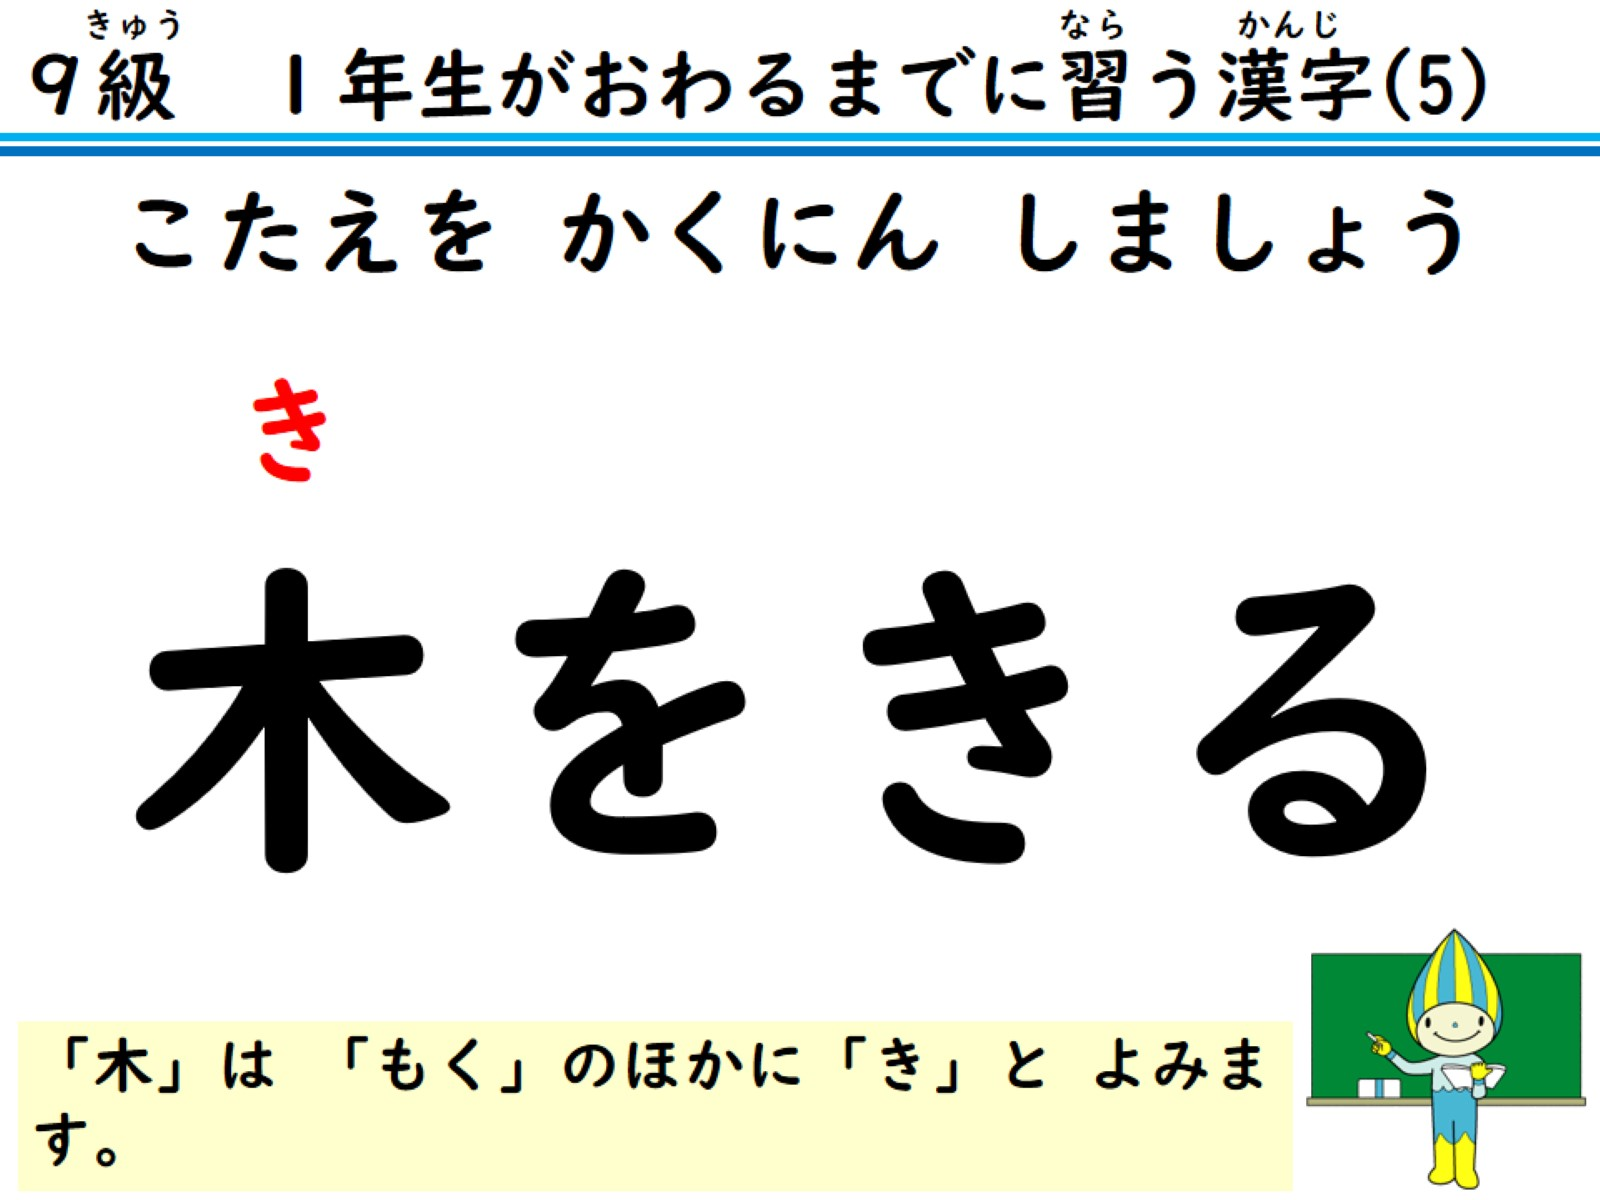 きゅう なら かんじ
9級　1年生がおわるまでに習う漢字(5)
こたえを かくにん しましょう
き
木をきる
「木」は 「もく」のほかに「き」と よみま
す。